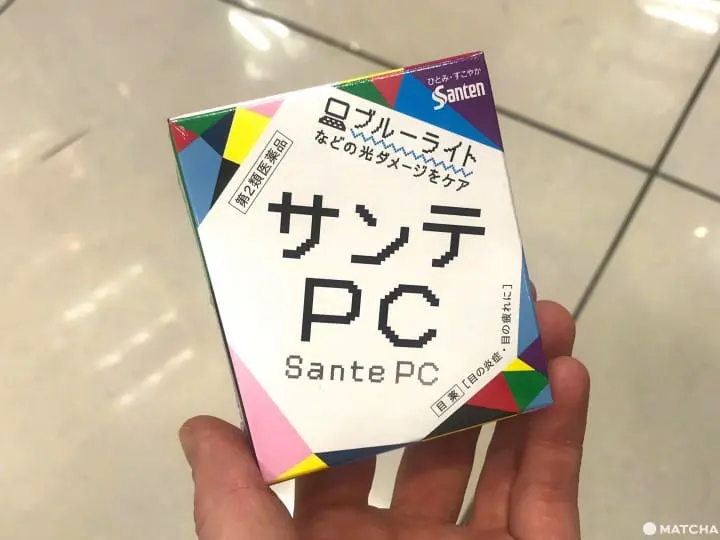 ひとみ・すこやか
Santen
ブルーライト
などの光ダメージをケア
第2類医薬品
サンテ
PC
Sante PC
目薬 [目の炎症・目の疲れに]
MATCHA